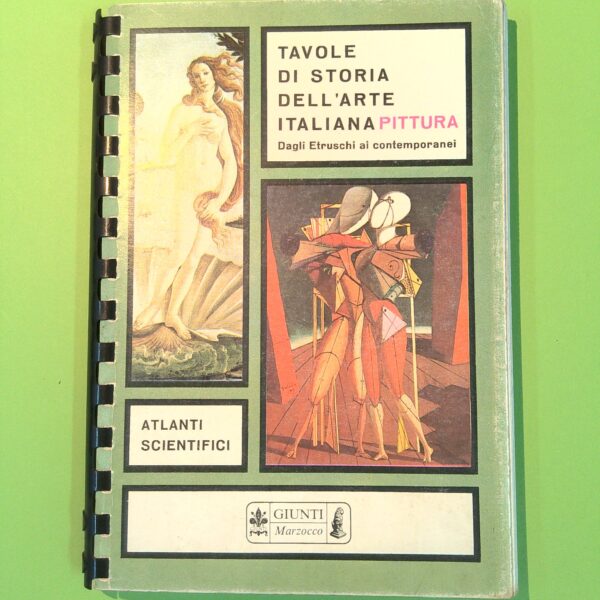 TAVOLE
DI STORIA
DELL'ARTE
ITALIANA PITTURA
Dagli Etruschi ai contemporanei
ATLANTI
SCIENTIFICI
GIUNTI
Marzocco